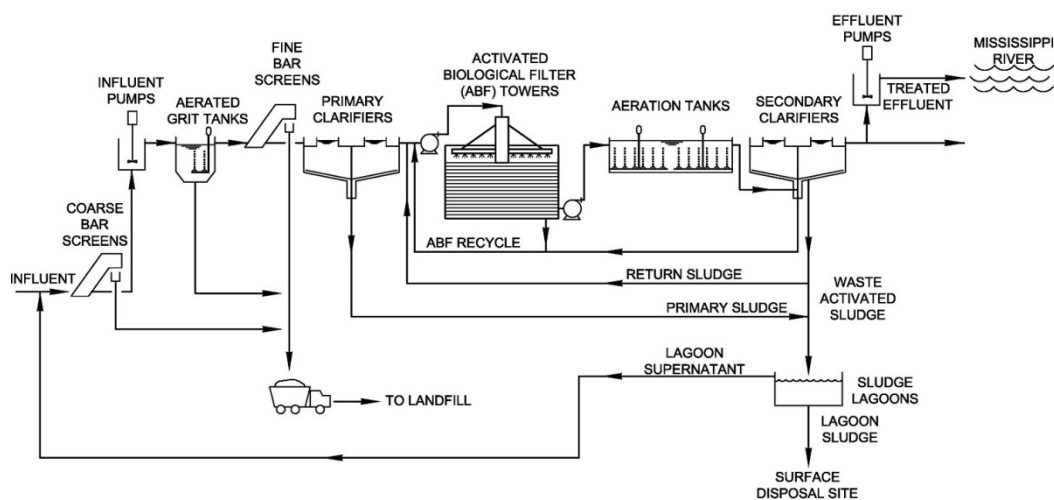 EFFLUENT
PUMPS
MISSISSIPPI
RIVER
FINE
BAR
SCREENS
ACTIVATED
BIOLOGICAL FILTER
(ABF) TOWERS
INFLUENT
PUMPS
AERATED
GRIT TANKS
PRIMARY
CLARIFIERS
AERATION TANKS
SECONDARY
CLARIFIERS
TREATED
EFFLUENT
COARSE
BAR
SCREENS
INFLUENT
ABF RECYCLE
RETURN SLUDGE
PRIMARY SLUDGE
WASTE
ACTIVATED
SLUDGE
LAGOON
SUPERNATANT
SLUDGE
LAGOONS
TO LANDFILL
LAGOON
SLUDGE
SURFACE
DISPOSAL SITE